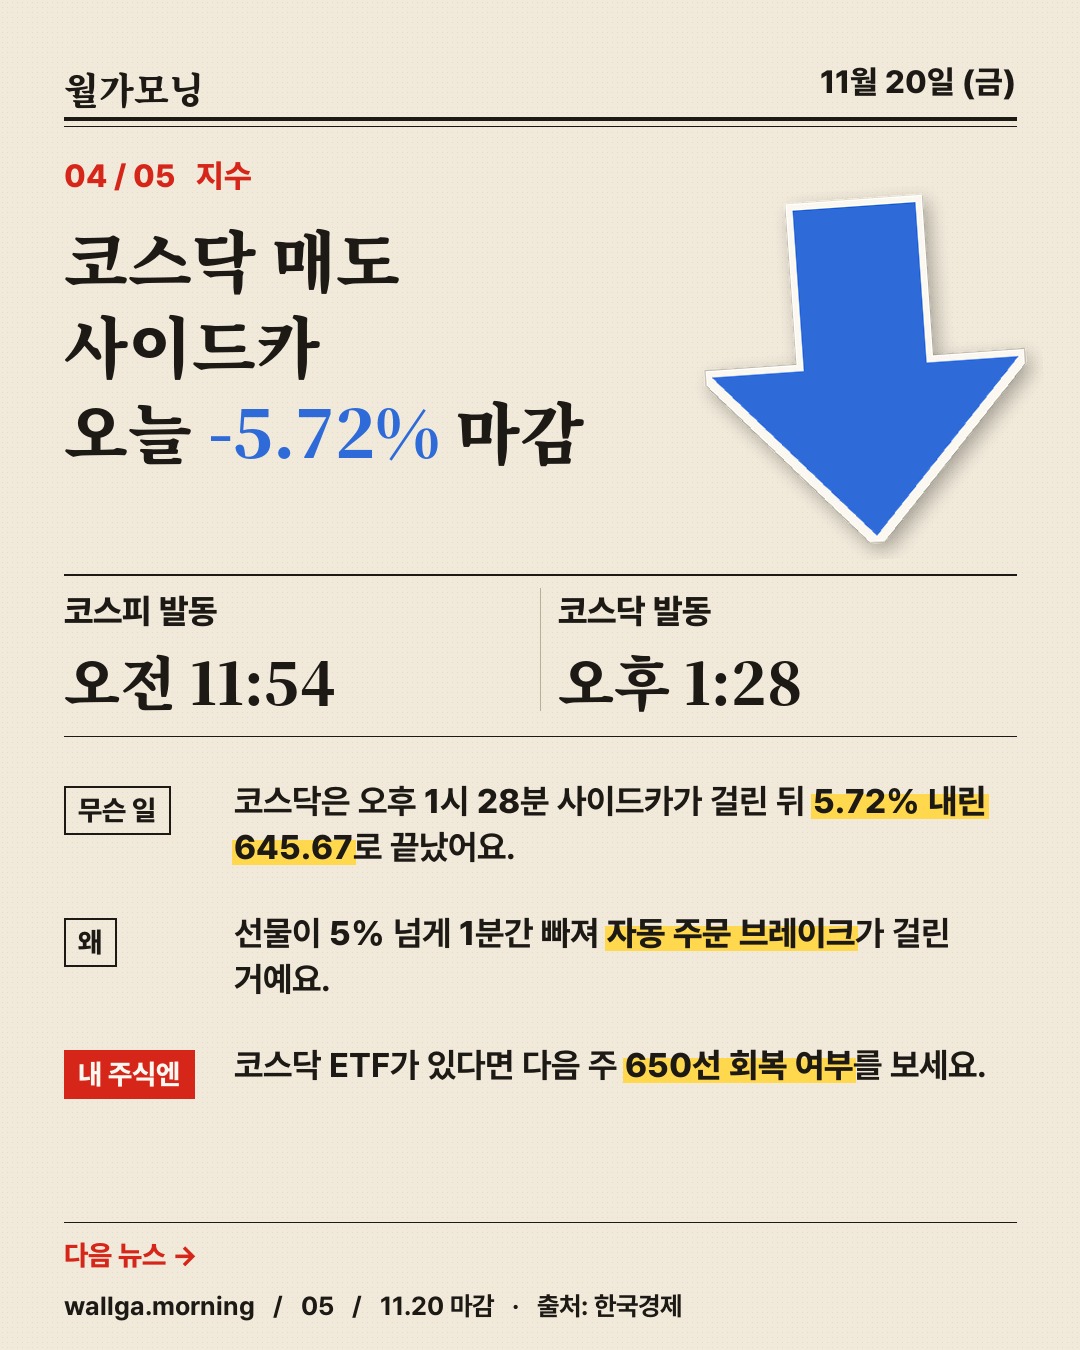 월가모닝
11월 20일 (금)
04 / 05 지수
코스닥 매도
사이드카
오늘 -5.72% 마감
코스피 발동
오전 11:54
코스닥 발동
오후 1:28
무슨 일
코스닥은 오후 1시 28분 사이드카가 걸린 뒤 5.72% 내린
645.67로 끝났어요.
왜
선물이 5% 넘게 1분간 빠져 자동 주문 브레이크가 걸린
거예요.
내 주식엔
코스닥 ETF가 있다면 다음 주 650선 회복 여부를 보세요.
다음 뉴스 →
wallga.morning / 05 / 11.20 마감 · 출처: 한국경제